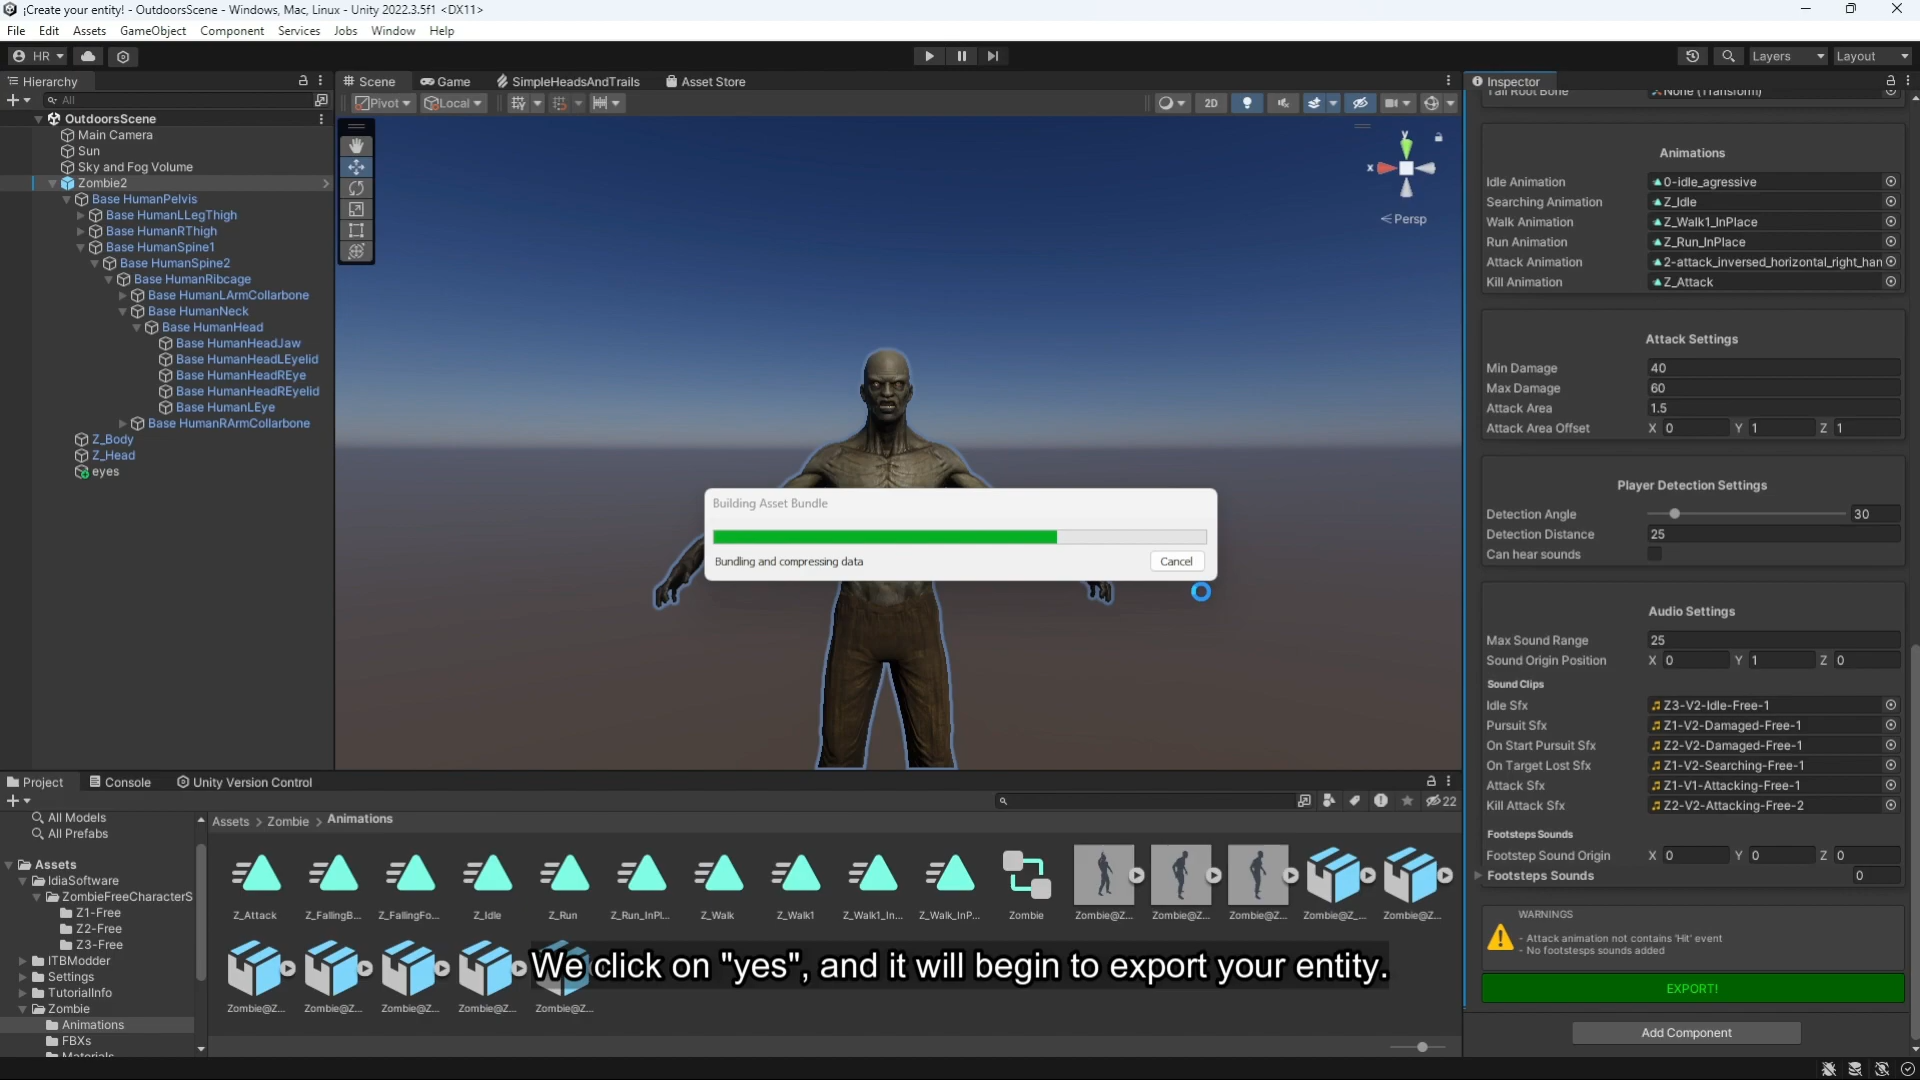 ¡Create your entity! - OutdoorsScene - Windows, Mac, Linux - Unity 2022.3.5f1 <DX11>
File Edit Assets GameObject Component Services Jobs Window Help
HR
Layers
Layout
Hierarchy
All
OutdoorsScene
Main Camera
Sun
Sky and Fog Volume
Zombie2
Base HumanPelvis
Base HumanLLegThigh
Base HumanRThigh
Base HumanSpine1
Base HumanSpine2
Base HumanRibcage
Base HumanLArmCollarbone
Base HumanNeck
Base HumanHead
Base HumanHeadJaw
Base HumanHeadLEyelid
Base HumanHeadREye
Base HumanHeadREyelid
Base HumanLEye
Base HumanRArmCollarbone
Z_Body
Z_Head
eyes
Scene Game SimpleHeadsAndTrails Asset Store
Pivot Local 2D
y
x
Persp
Building Asset Bundle
Bundling and compressing data
Cancel
Inspector
Tail Root Bone None (Transform)
Animations
Idle Animation 0-idle_agressive
Searching Animation Z_Idle
Walk Animation Z_Walk1_InPlace
Run Animation Z_Run_InPlace
Attack Animation 2-attack_inversed_horizontal_right_han
Kill Animation Z_Attack
Attack Settings
Min Damage 40
Max Damage 60
Attack Area 1.5
Attack Area Offset X 0 Y 1 Z 1
Player Detection Settings
Detection Angle 30
Detection Distance 25
Can hear sounds
Audio Settings
Max Sound Range 25
Sound Origin Position X 0 Y 1 Z 0
Sound Clips
Idle Sfx Z3-V2-Idle-Free-1
Pursuit Sfx Z1-V2-Damaged-Free-1
On Start Pursuit Sfx Z2-V2-Damaged-Free-1
On Target Lost Sfx Z1-V2-Searching-Free-1
Attack Sfx Z1-V1-Attacking-Free-1
Kill Attack Sfx Z2-V2-Attacking-Free-2
Footsteps Sounds
Footstep Sound Origin X 0 Y 0 Z 0
Footsteps Sounds 0
WARNINGS
- Attack animation not contains 'Hit' event
- No footsteps sounds added
EXPORT!
Add Component
Project Console Unity Version Control
22
All Models
All Prefabs
Assets
IdiaSoftware
ZombieFreeCharacterS
Z1-Free
Z2-Free
Z3-Free
ITBModder
Settings
TutorialInfo
Zombie
Animations
FBXs
Materials
Assets > Zombie > Animations
Z_Attack Z_FallingB... Z_FallingFo... Z_Idle Z_Run Z_Run_InPl... Z_Walk Z_Walk1 Z_Walk1_In... Z_Walk_InP... Zombie Zombie@Z... Zombie@Z... Zombie@Z... Zombie@Z_... Zombie@Z...
Zombie@Z... Zombie@Z... Zombie@Z... Zombie@Z... Zombie@Z...
We click on "yes", and it will begin to export your entity.